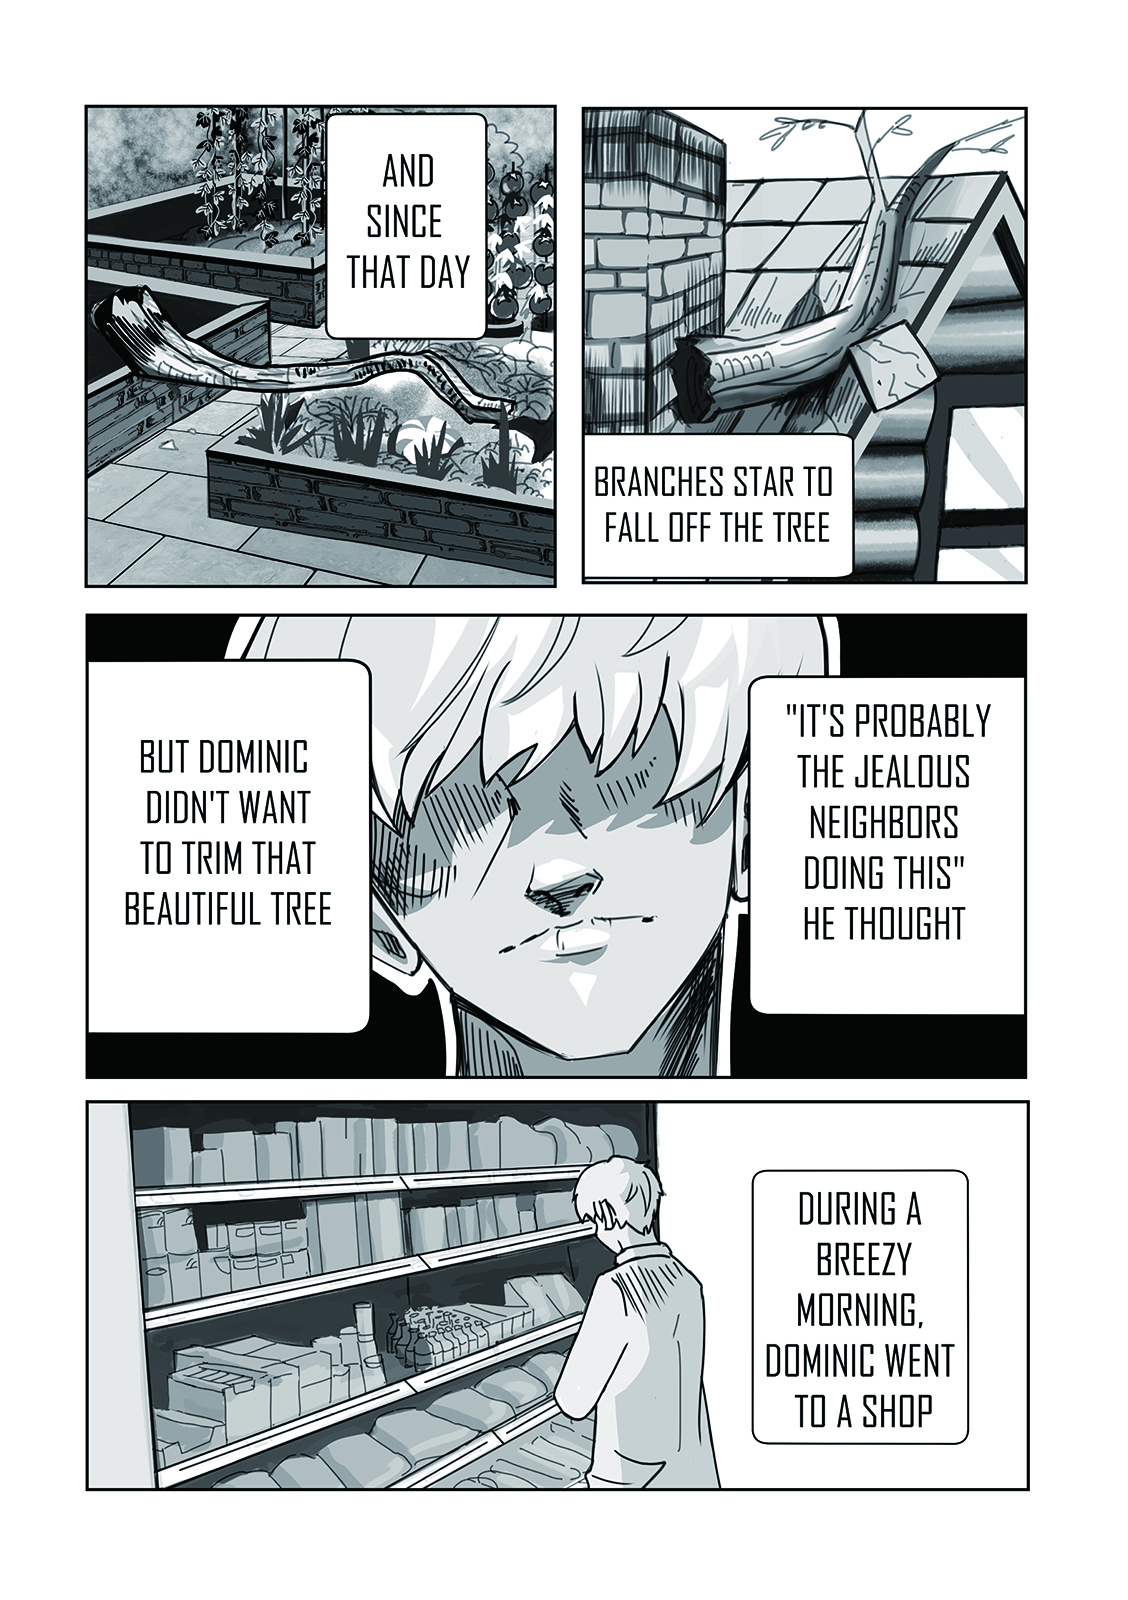 AND
SINCE
THAT DAY
BRANCHES STAR TO
FALL OFF THE TREE
BUT DOMINIC
DIDN'T WANT
TO TRIM THAT
BEAUTIFUL TREE
"IT'S PROBABLY
THE JEALOUS
NEIGHBORS
DOING THIS"
HE THOUGHT
DURING A
BREEZY
MORNING,
DOMINIC WENT
TO A SHOP